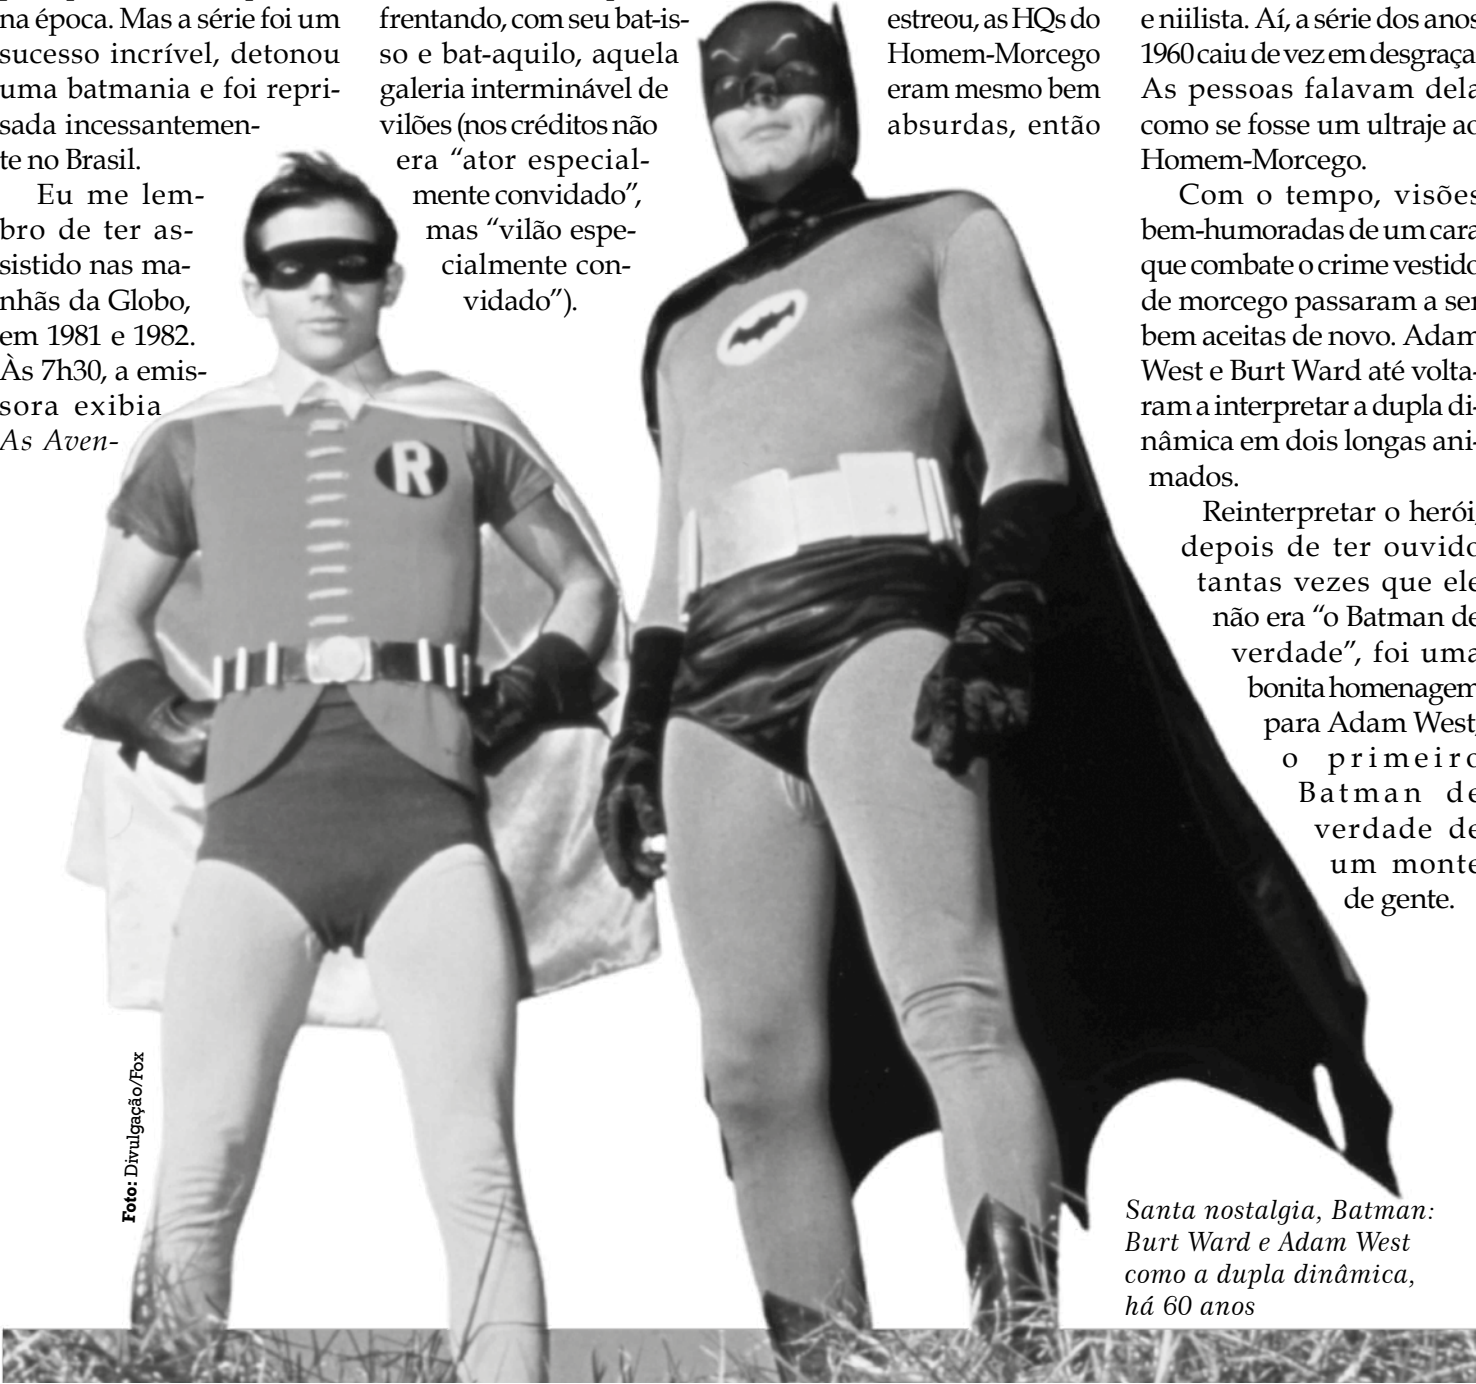 na época. Mas a série foi um
sucesso incrível, detonou
uma batmania e foi repri-
sada incessantemen-
te no Brasil.
Eu me lem-
bro de ter as-
sistido nas ma-
nhãs da Globo,
em 1981 e 1982.
Às 7h30, a emis-
sora exibia
As Aven-
frentando, com seu bat-is-
so e bat-aquilo, aquela
galeria interminável de
vilões (nos créditos não
era “ator especial-
mente convidado”,
mas “vilão espe-
cialmente con-
vidado”).
estreou, as HQs do
Homem-Morcego
eram mesmo bem
absurdas, então
e niilista. Aí, a série dos anos
1960 caiu de vez em desgraça.
As pessoas falavam dela
como se fosse um ultraje ao
Homem-Morcego.
Com o tempo, visões
bem-humoradas de um cara
que combate o crime vestido
de morcego passaram a ser
bem aceitas de novo. Adam
West e Burt Ward até volta-
ram a interpretar a dupla di-
nâmica em dois longas ani-
mados.
Reinterpretar o herói,
depois de ter ouvido
tantas vezes que ele
não era “o Batman de
verdade”, foi uma
bonita homenagem
para Adam West,
o primeiro
Batman de
verdade de
um monte
de gente.
R
Foto: Divulgação/Fox
Santa nostalgia, Batman:
Burt Ward e Adam West
como a dupla dinâmica,
há 60 anos